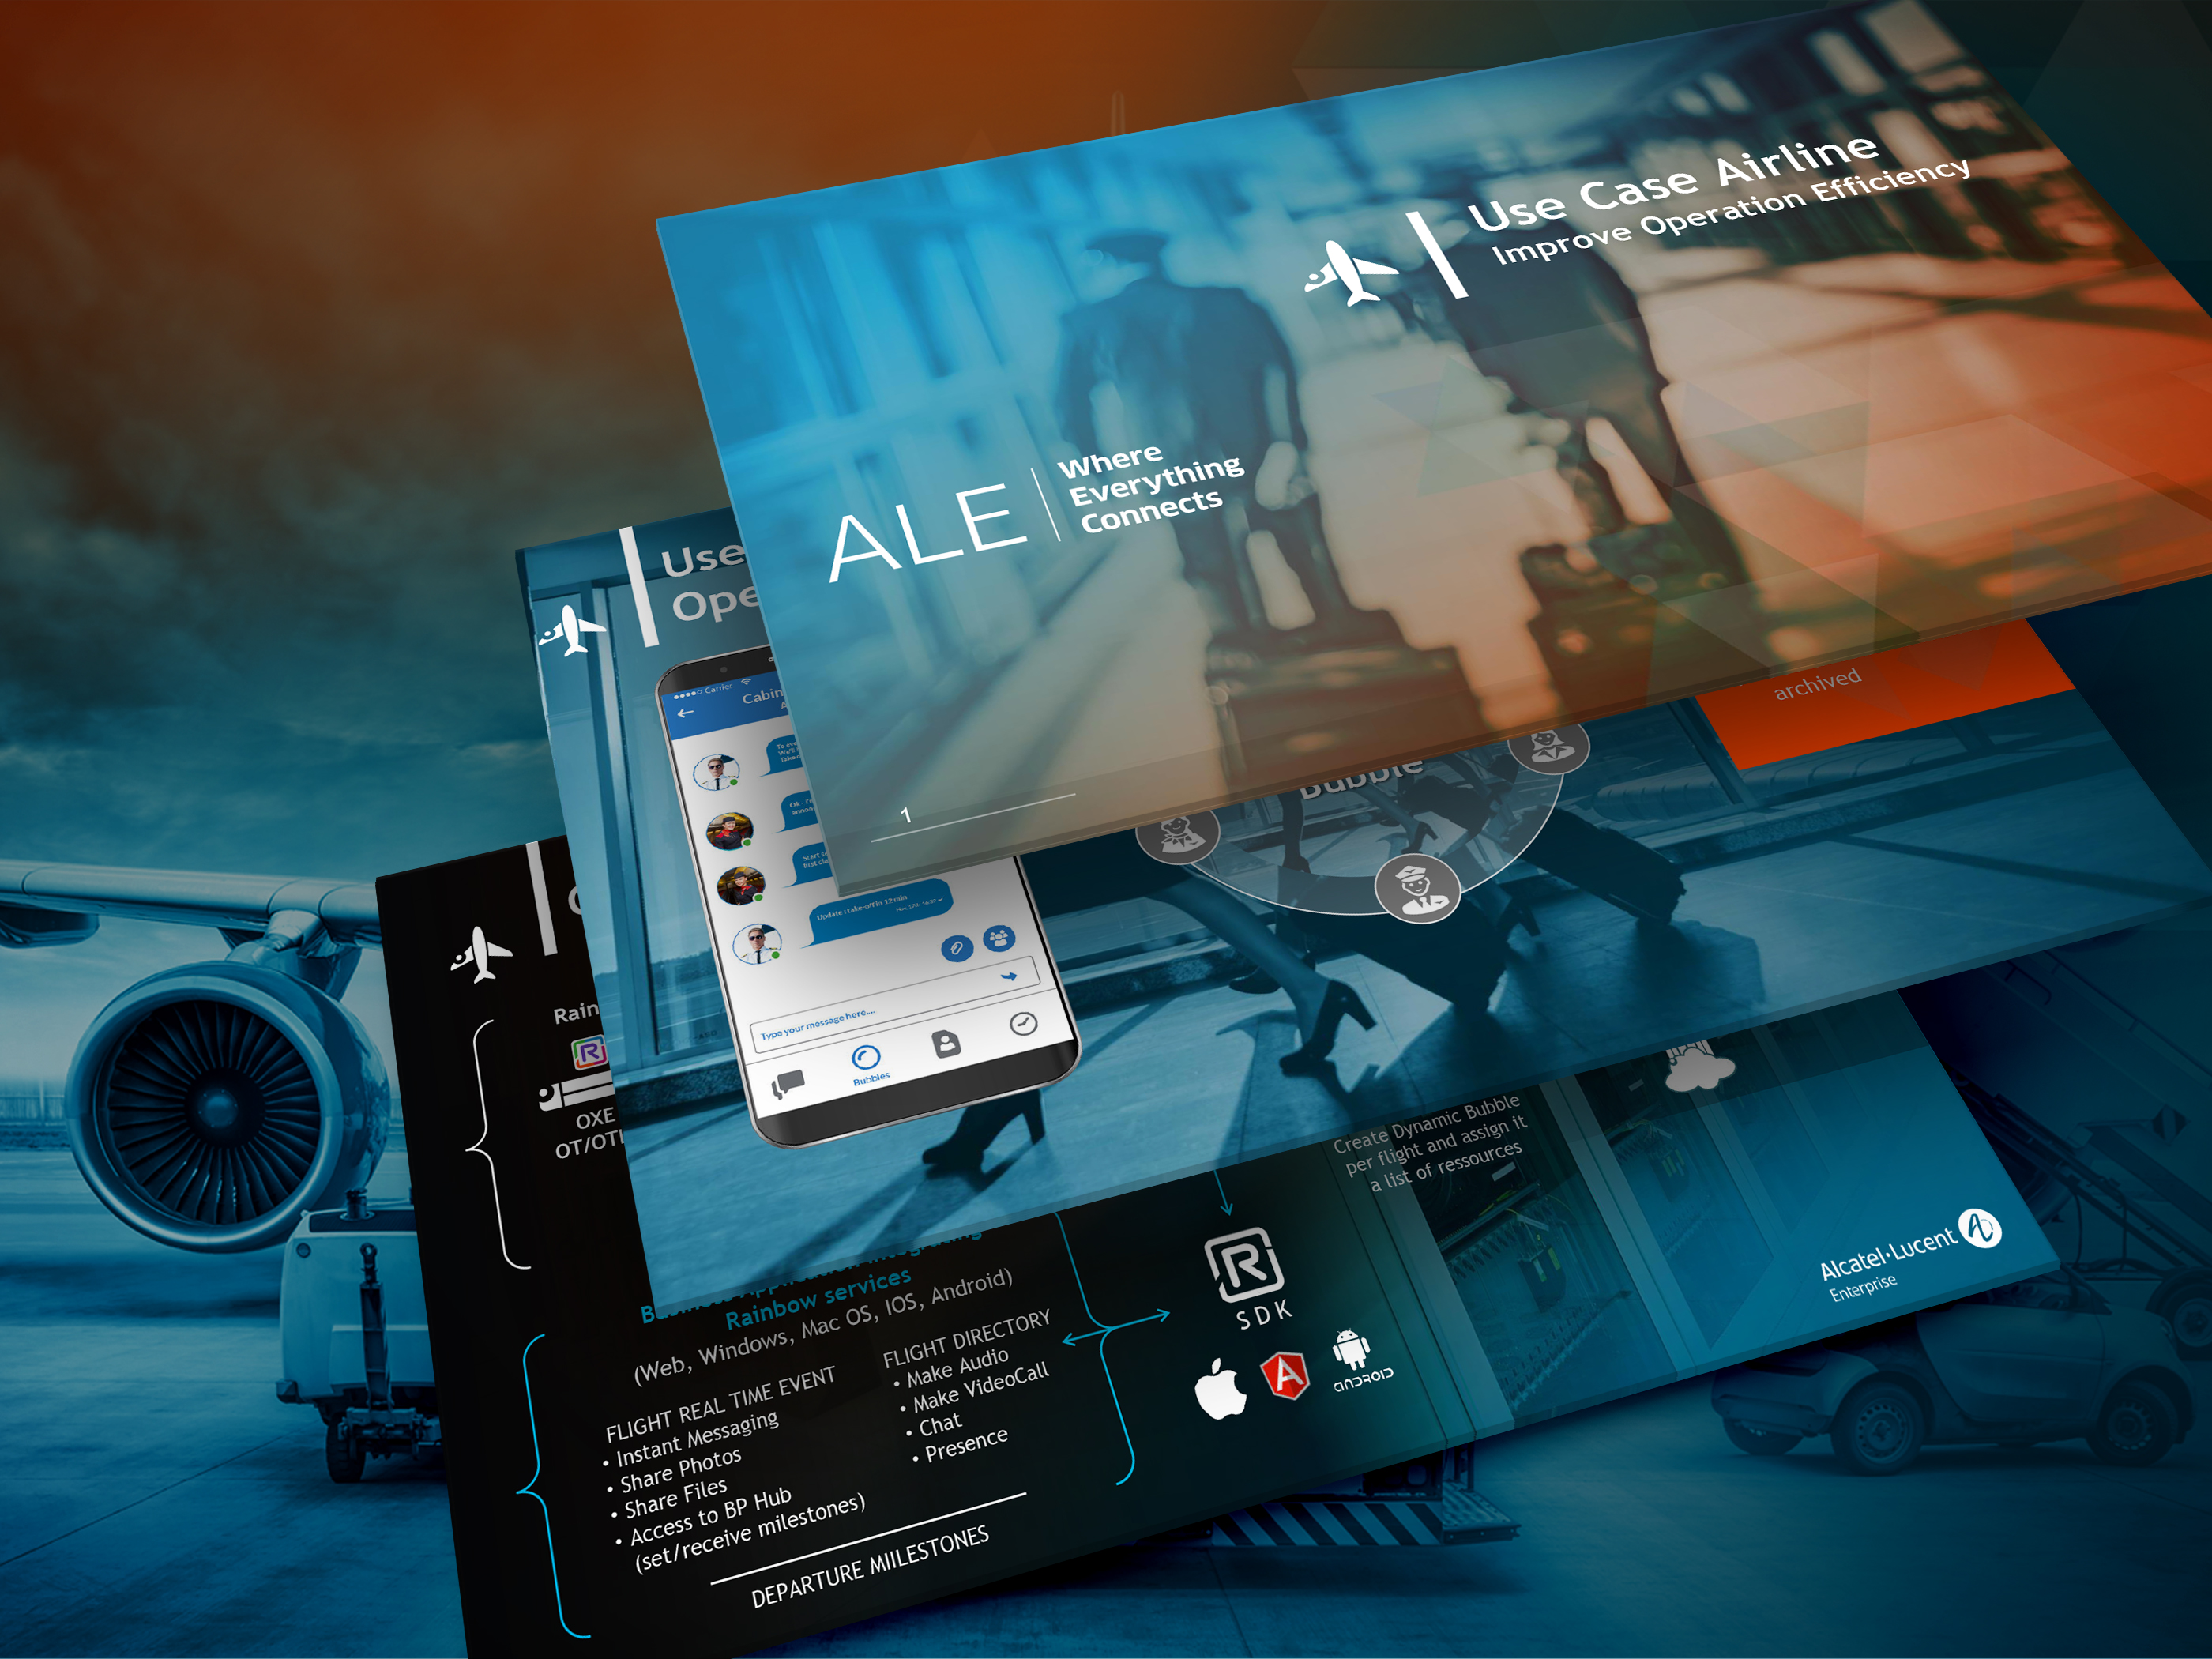 Use Case Airline
Improve Operation Efficiency
ALE
Where
Everything
Connects
1
Use
Ope
Carrier
Cabin
Update : take-off in 12 min
Type your message here...
Bubbles
Bubble
archived
Rain
R
OXE
OT/OT
Rainbow services
(Web, Windows, Mac OS, IOS, Android)
FLIGHT REAL TIME EVENT
• Instant Messaging
• Share Photos
• Share Files
• Access to BP Hub
(set/receive milestones)
FLIGHT DIRECTORY
• Make Audio
• Make VideoCall
• Chat
• Presence
DEPARTURE MIILESTONES
Create Dynamic Bubble
per flight and assign it
a list of ressources
R
SDK
A
android
Alcatel·Lucent
Enterprise